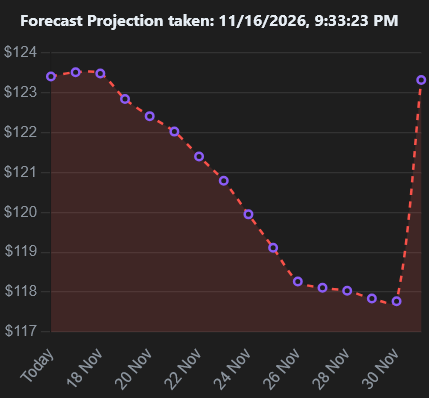 Forecast Projection taken: 11/16/2026, 9:33:23 PM
$124
$123
$122
$121
$120
$119
$118
$117
Today
18 Nov
20 Nov
22 Nov
24 Nov
26 Nov
28 Nov
30 Nov